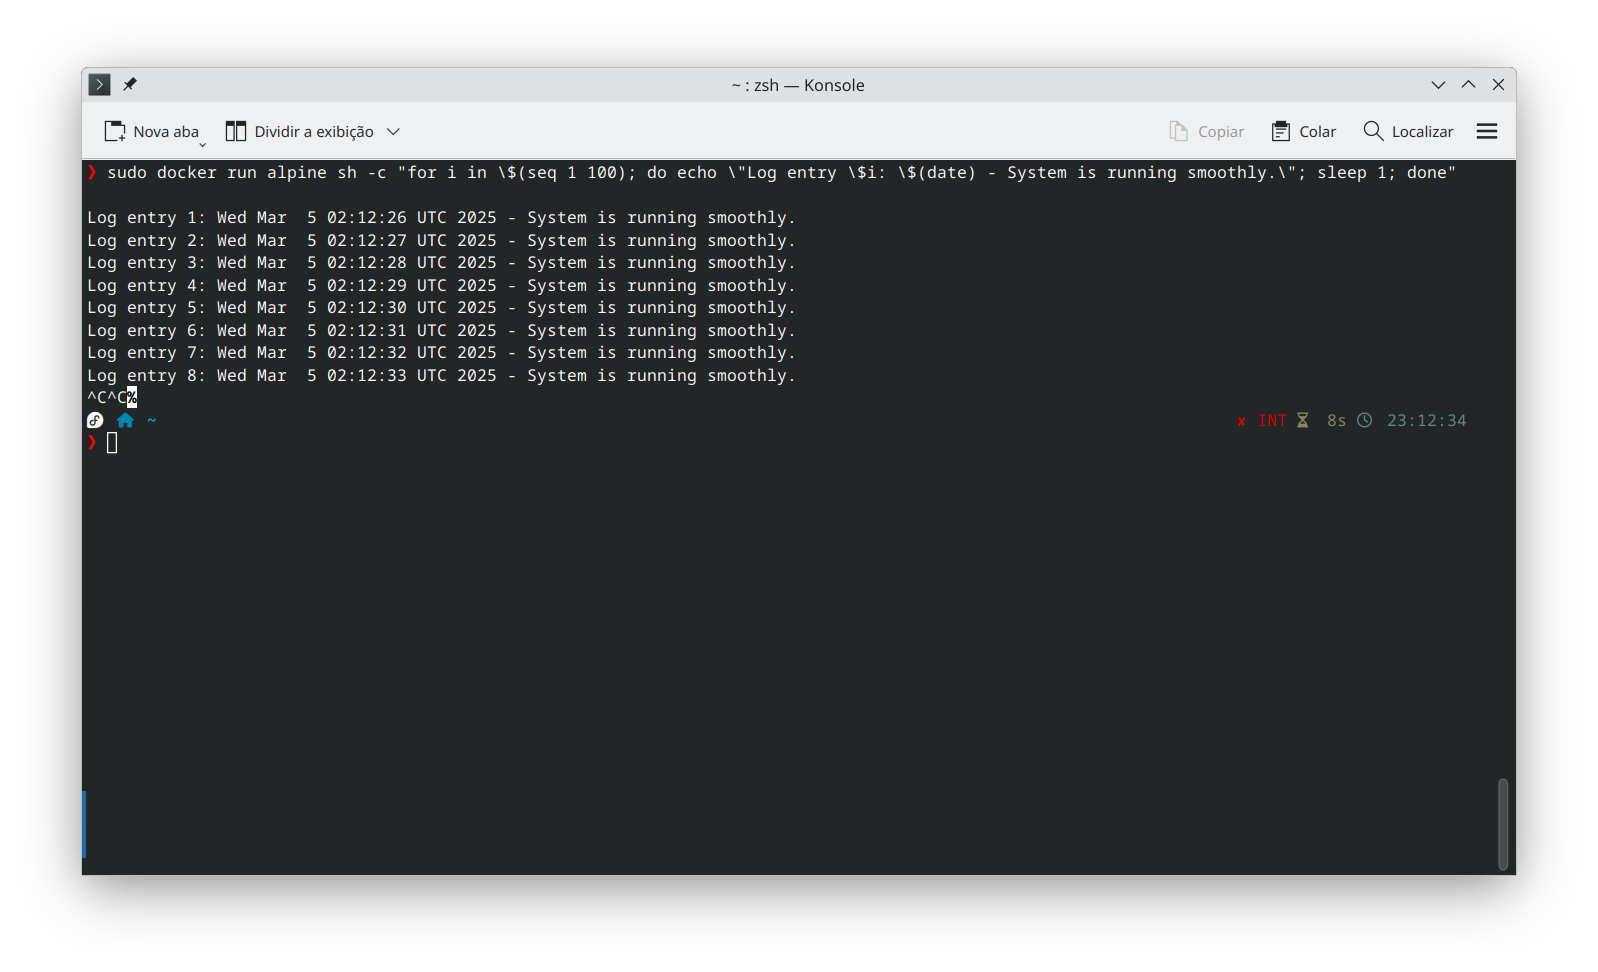 ~ : zsh — Konsole
Nova aba Dividir a exibição Copiar Colar Localizar
❯ sudo docker run alpine sh -c "for i in \$(seq 1 100); do echo \"Log entry \$i: \$(date) - System is running smoothly.\"; sleep 1; done"
Log entry 1: Wed Mar  5 02:12:26 UTC 2025 - System is running smoothly.
Log entry 2: Wed Mar  5 02:12:27 UTC 2025 - System is running smoothly.
Log entry 3: Wed Mar  5 02:12:28 UTC 2025 - System is running smoothly.
Log entry 4: Wed Mar  5 02:12:29 UTC 2025 - System is running smoothly.
Log entry 5: Wed Mar  5 02:12:30 UTC 2025 - System is running smoothly.
Log entry 6: Wed Mar  5 02:12:31 UTC 2025 - System is running smoothly.
Log entry 7: Wed Mar  5 02:12:32 UTC 2025 - System is running smoothly.
Log entry 8: Wed Mar  5 02:12:33 UTC 2025 - System is running smoothly.
^C^C%
~ ✘ INT 8s 23:12:34
❯